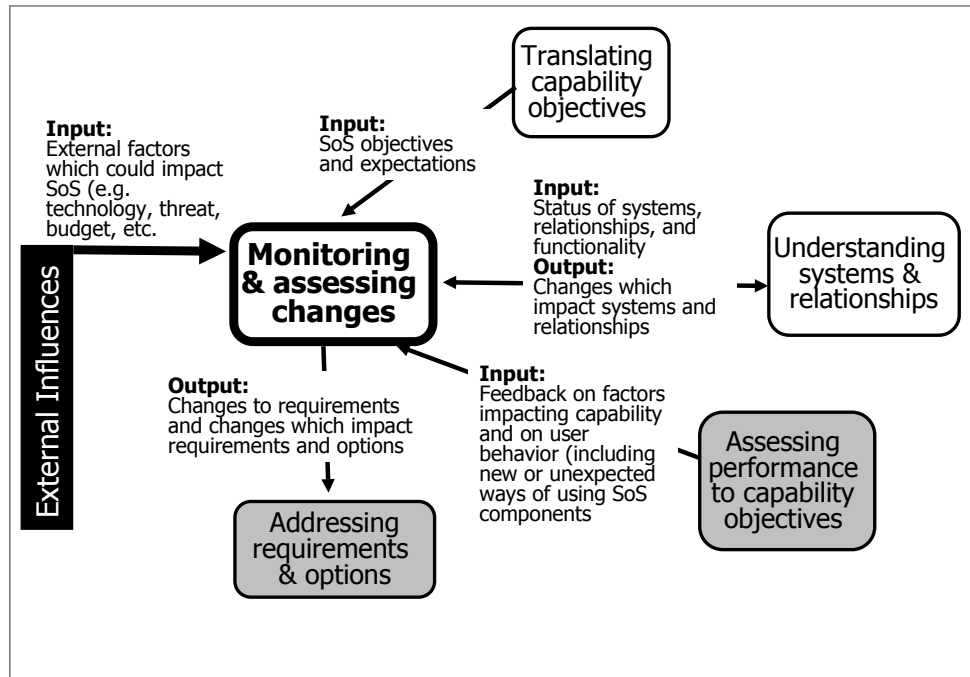 Translating
capability
objectives
Input:
External factors
which could impact
SoS (e.g.
technology, threat,
budget, etc.
Input:
SoS objectives
and expectations
Input:
Status of systems,
relationships, and
functionality
Output:
Changes which
impact systems and
relationships
Understanding
systems &
relationships
Monitoring
& assessing
changes
External Influences
Output:
Changes to requirements
and changes which impact
requirements and options
Input:
Feedback on factors
impacting capability
and on user
behavior (including
new or unexpected
ways of using SoS
components
Assessing
performance
to capability
objectives
Addressing
requirements
& options